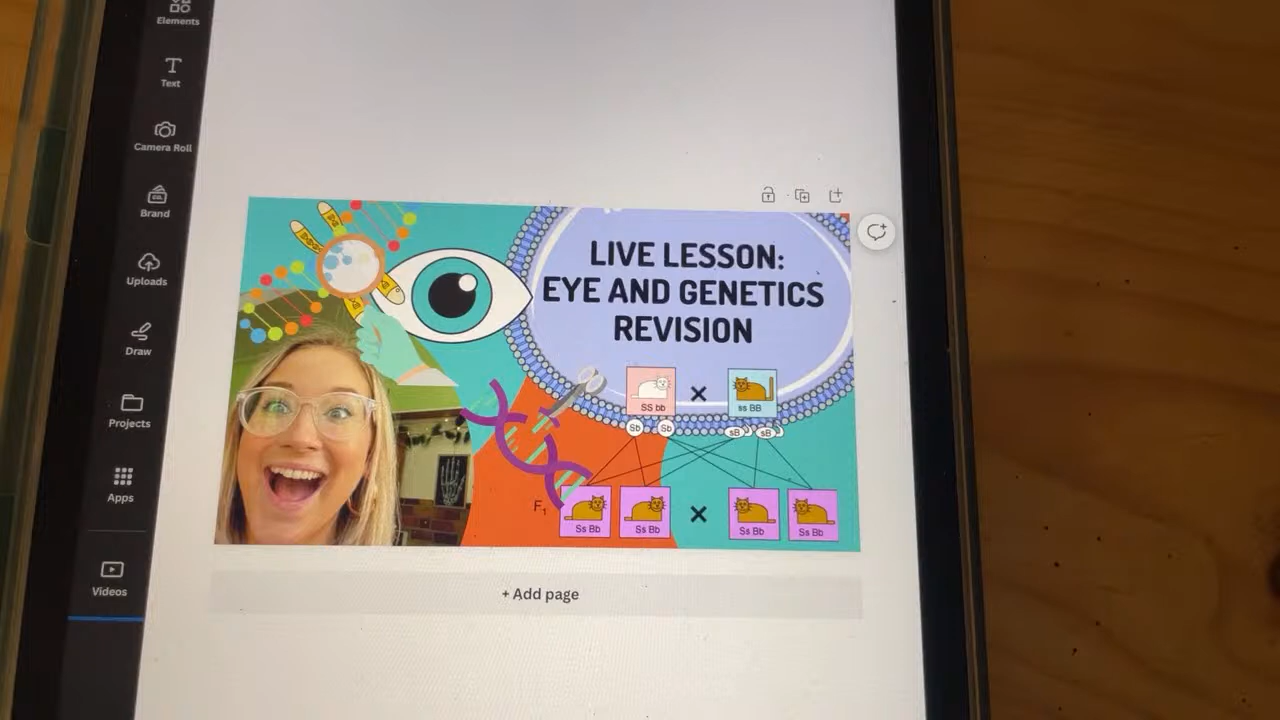 Elements
Text
Camera Roll
Brand
Uploads
Draw
Projects
Apps
Videos
LIVE LESSON:
EYE AND GENETICS
REVISION
SS bb
×
ss BB
Sb
Sb
sB
sB
F1
Ss Bb
Ss Bb
×
Ss Bb
Ss Bb
+ Add page